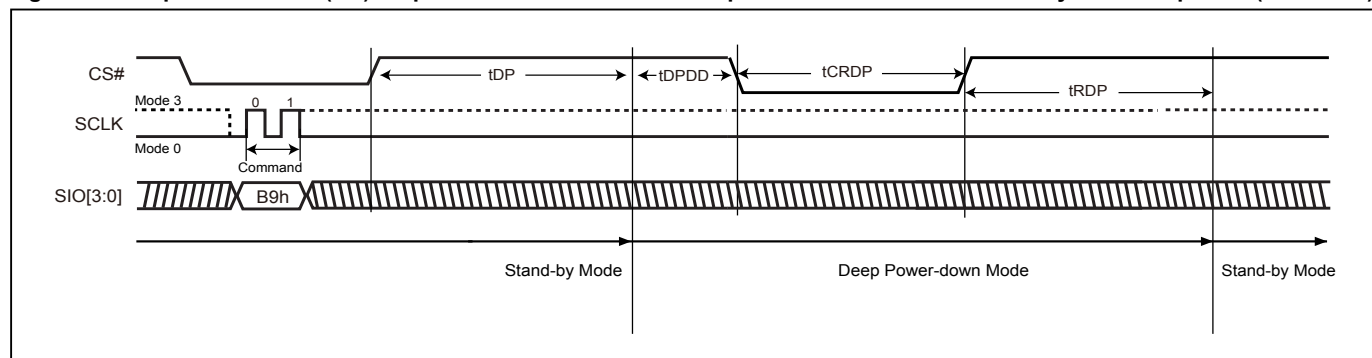 CS#
tDP
tDPDD
tCRDP
tRDP
Mode 3
0 1
SCLK
Mode 0
Command
SIO[3:0]
B9h
Stand-by Mode
Deep Power-down Mode
Stand-by Mode